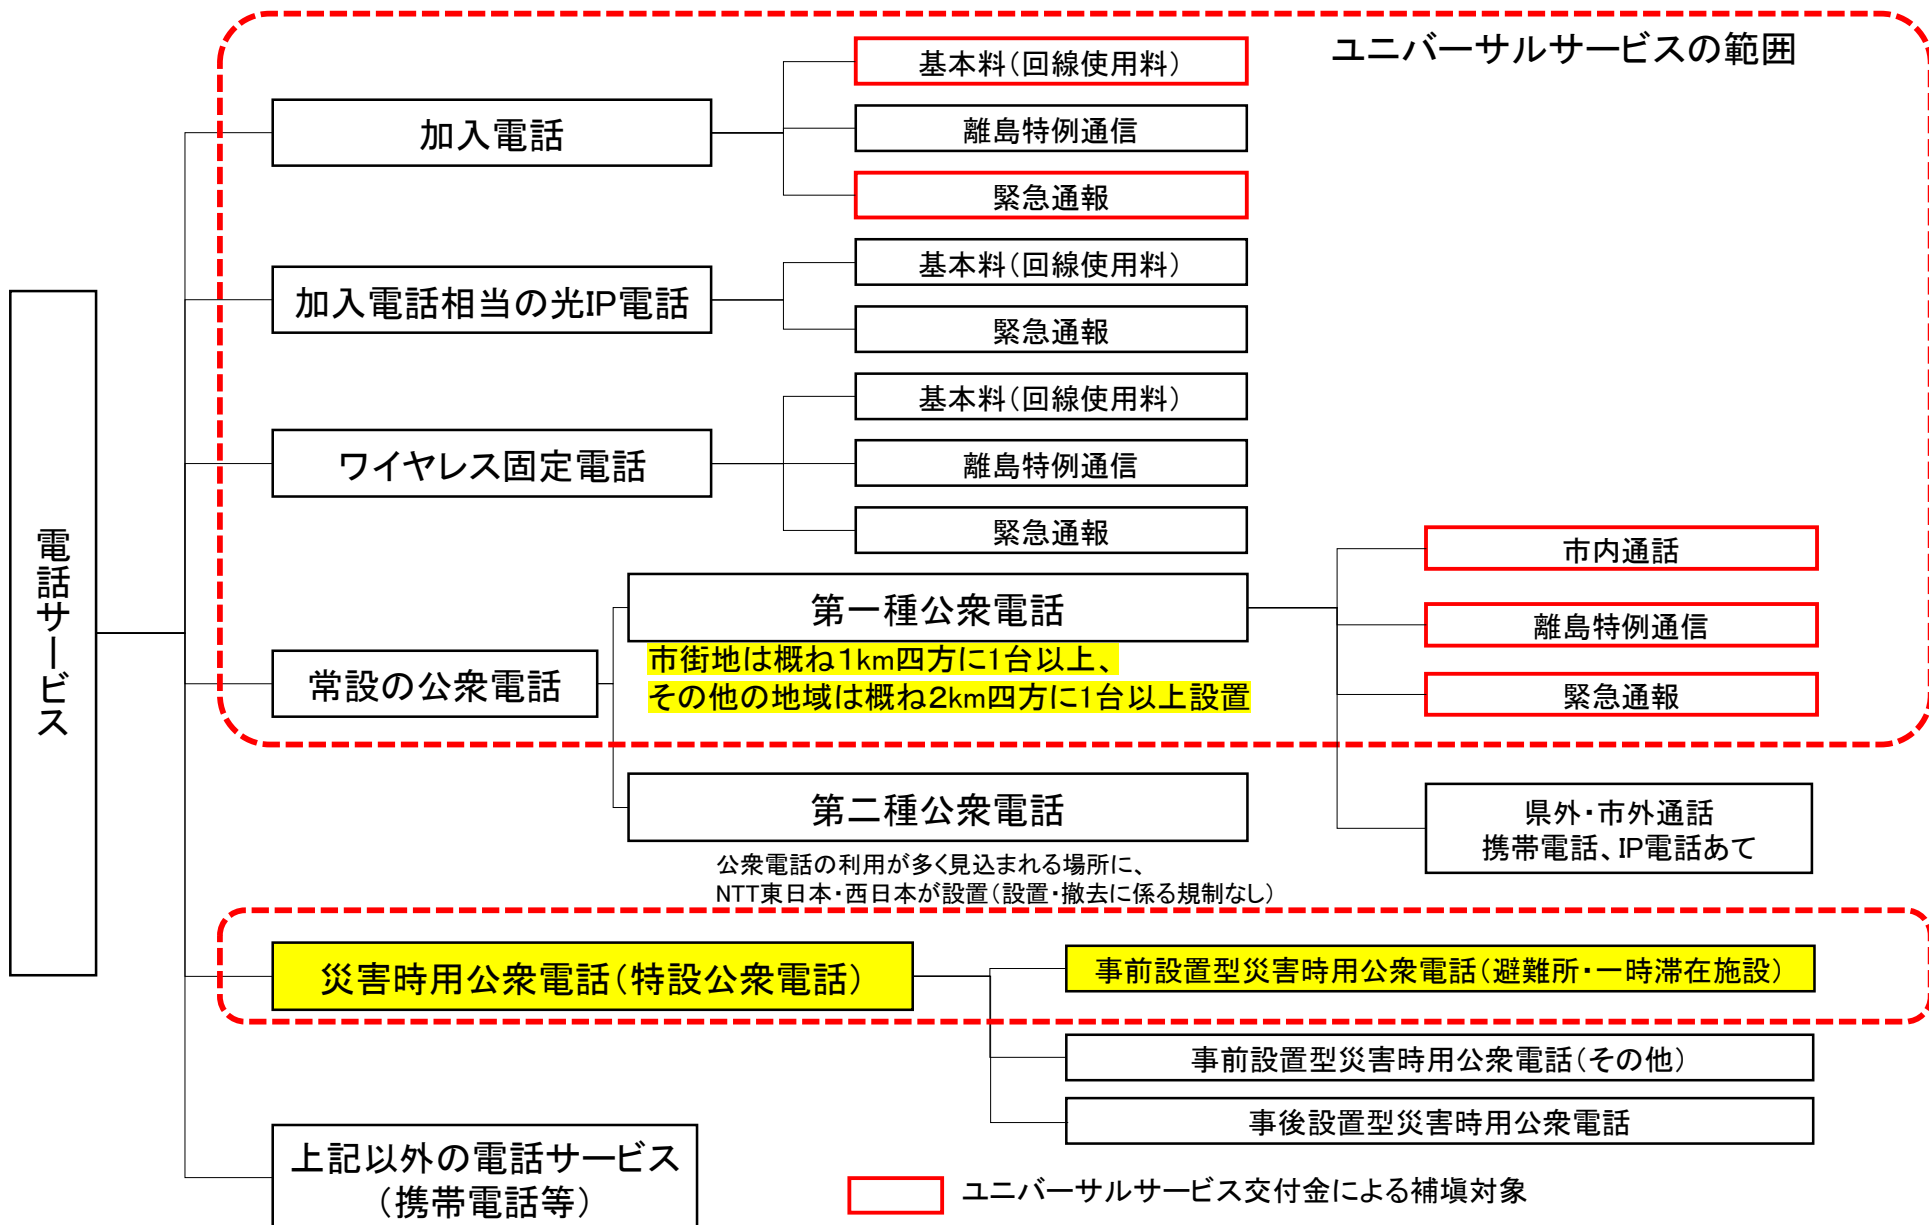 ユニバーサルサービスの範囲
電話サービス
加入電話
基本料(回線使用料)
離島特例通信
緊急通報
加入電話相当の光IP電話
基本料(回線使用料)
緊急通報
ワイヤレス固定電話
基本料(回線使用料)
離島特例通信
緊急通報
常設の公衆電話
第一種公衆電話
市街地は概ね1km四方に1台以上、
その他の地域は概ね2km四方に1台以上設置
市内通話
離島特例通信
緊急通報
県外・市外通話
携帯電話、IP電話あて
第二種公衆電話
公衆電話の利用が多く見込まれる場所に、
NTT東日本・西日本が設置(設置・撤去に係る規制なし)
災害時用公衆電話(特設公衆電話)
事前設置型災害時用公衆電話(避難所・一時滞在施設)
事前設置型災害時用公衆電話(その他)
事後設置型災害時用公衆電話
上記以外の電話サービス
(携帯電話等)
ユニバーサルサービス交付金による補塡対象